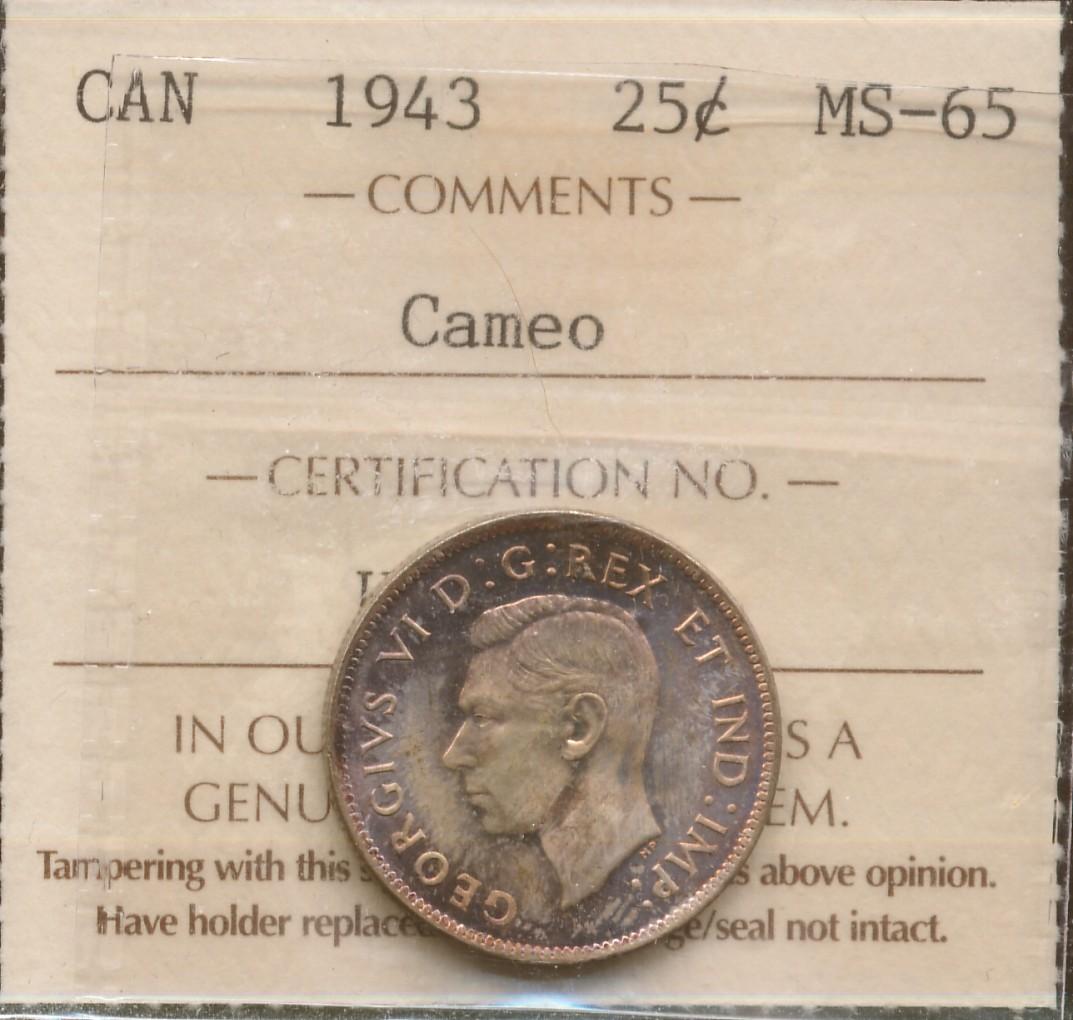 CAN 1943 25¢ MS-65
— COMMENTS —
Cameo
— CERTIFICATION NO. —
GEORGIVS VI D:G:REX ET IND:IMP:
HP
IN OU S A
GENU EM.
Tampering with this s s above opinion.
Have holder replaced ge/seal not intact.